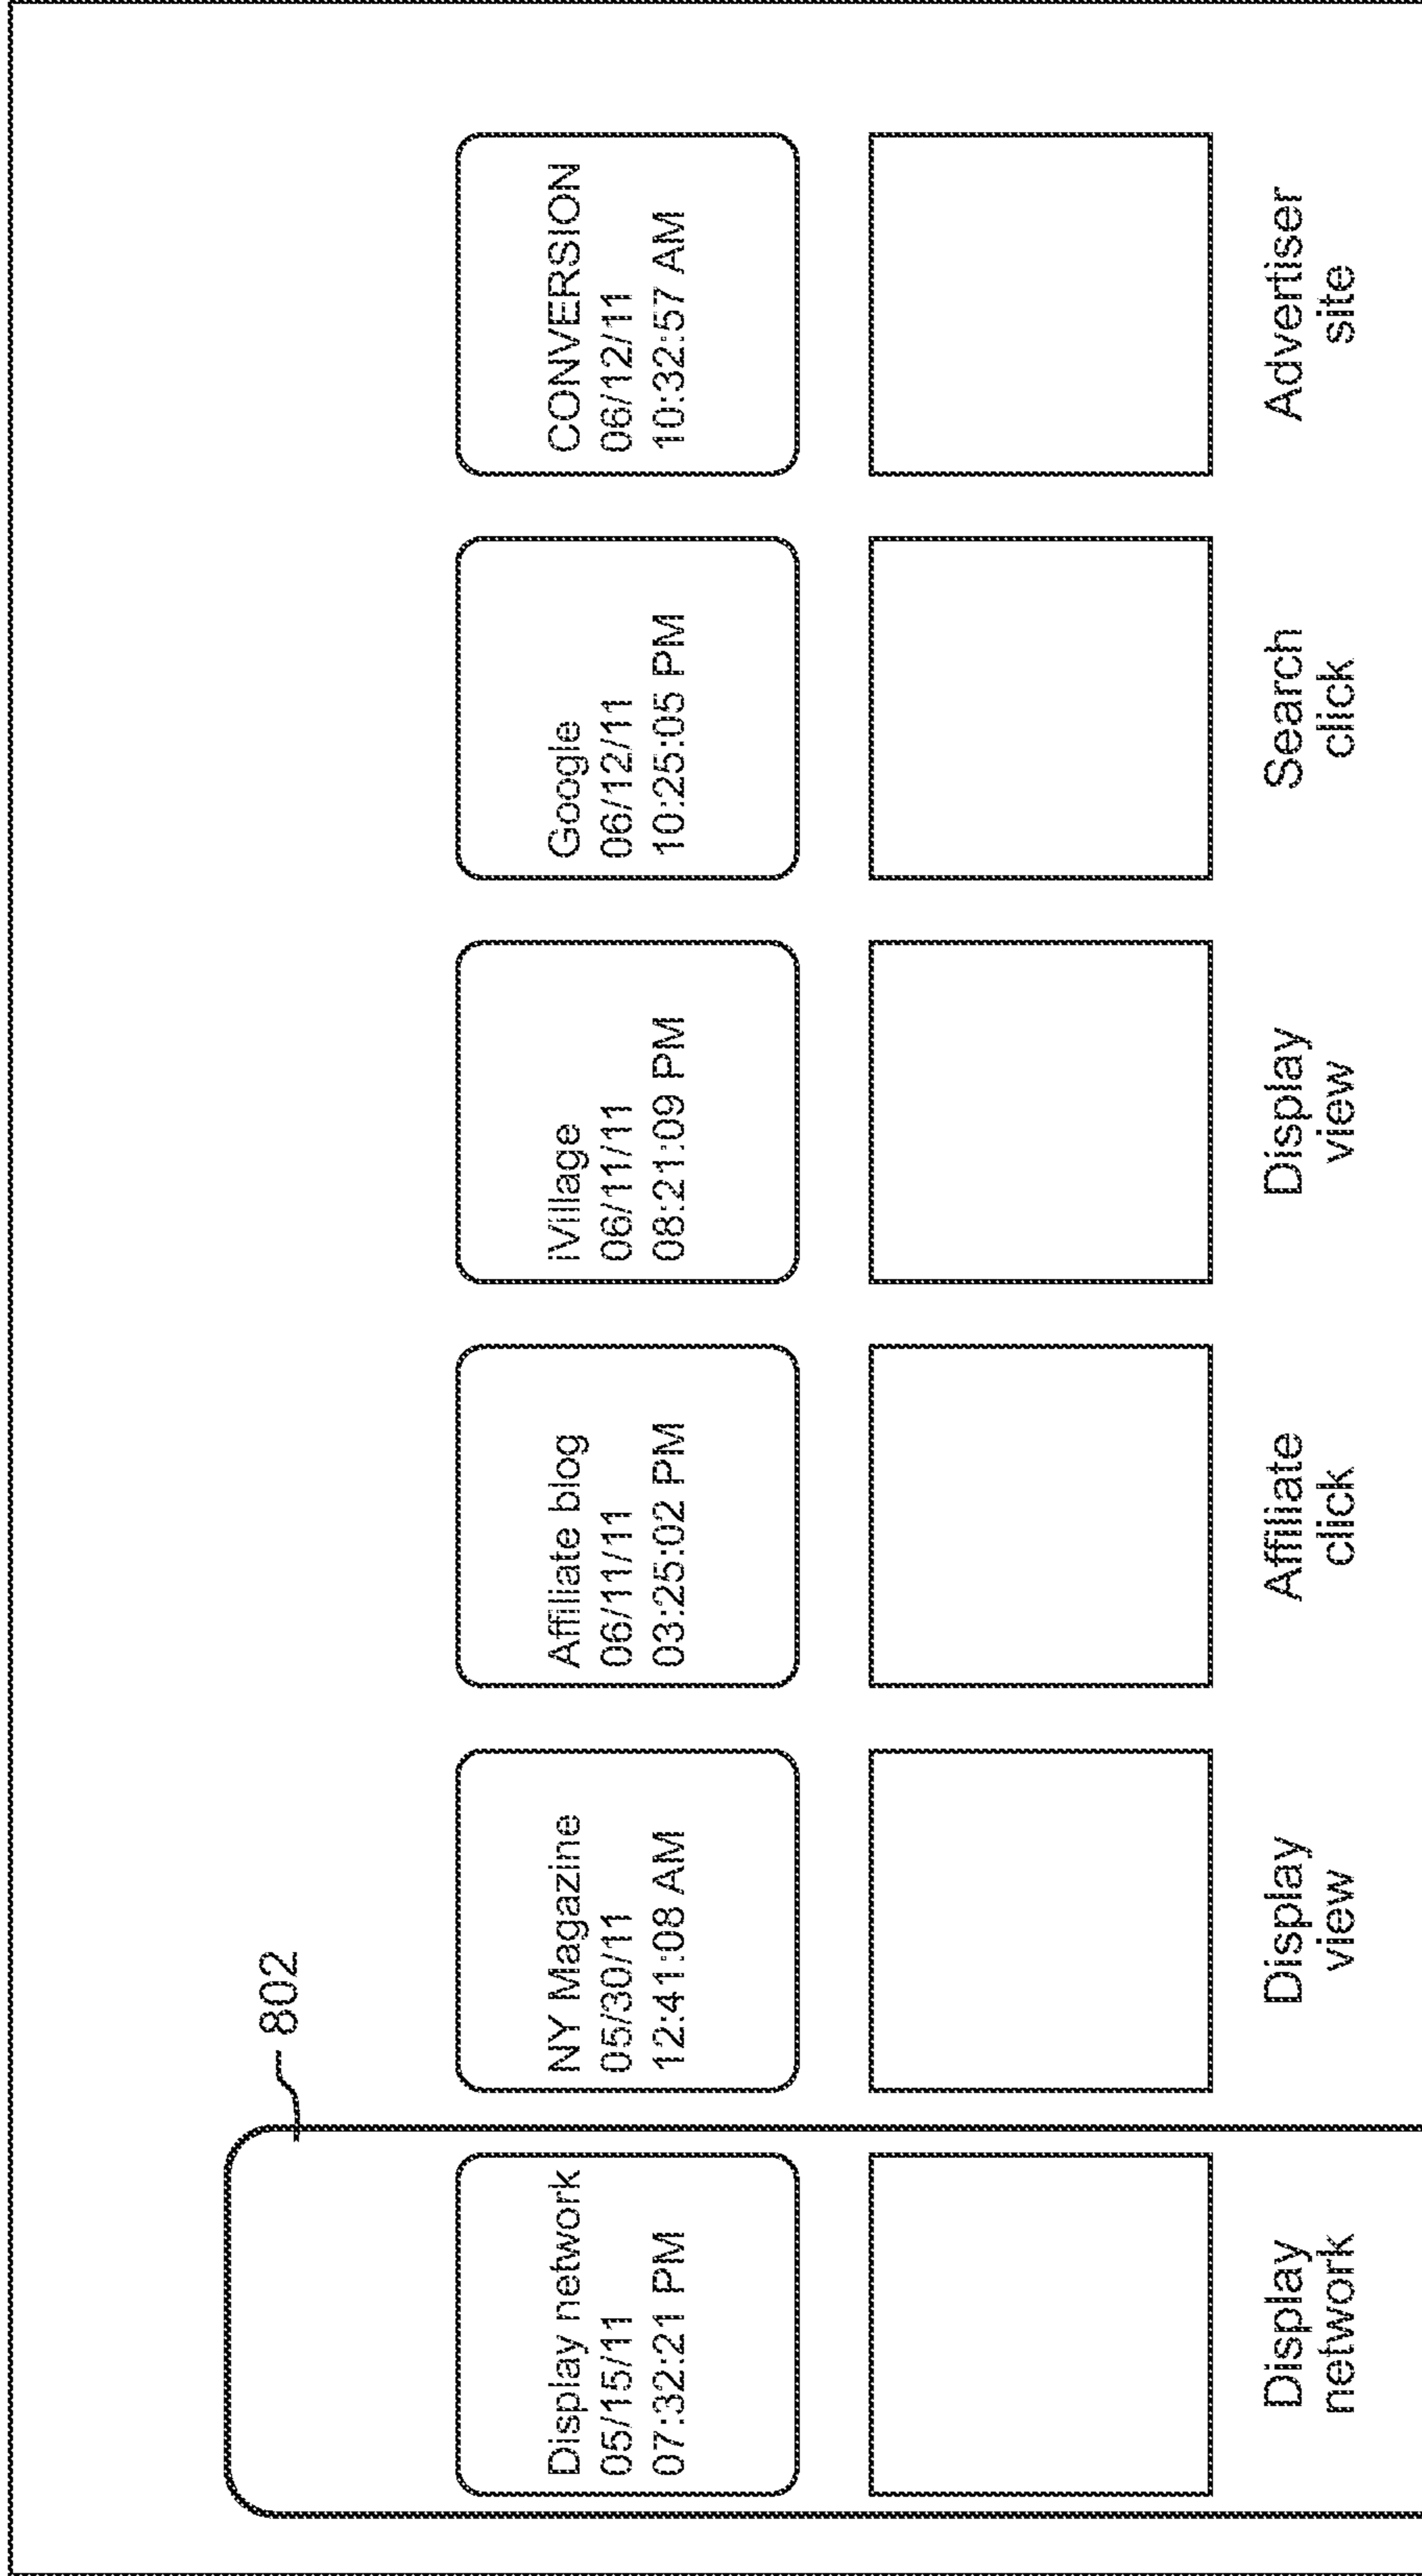 802
Display network
05/15/11
07:32:21 PM
NY Magazine
05/30/11
12:41:08 AM
Affiliate blog
06/11/11
03:25:02 PM
iVillage
06/11/11
08:21:09 PM
Google
06/12/11
10:25:05 PM
CONVERSION
06/12/11
10:32:57 AM
Display
network
Display
view
Affiliate
click
Display
view
Search
click
Advertiser
site